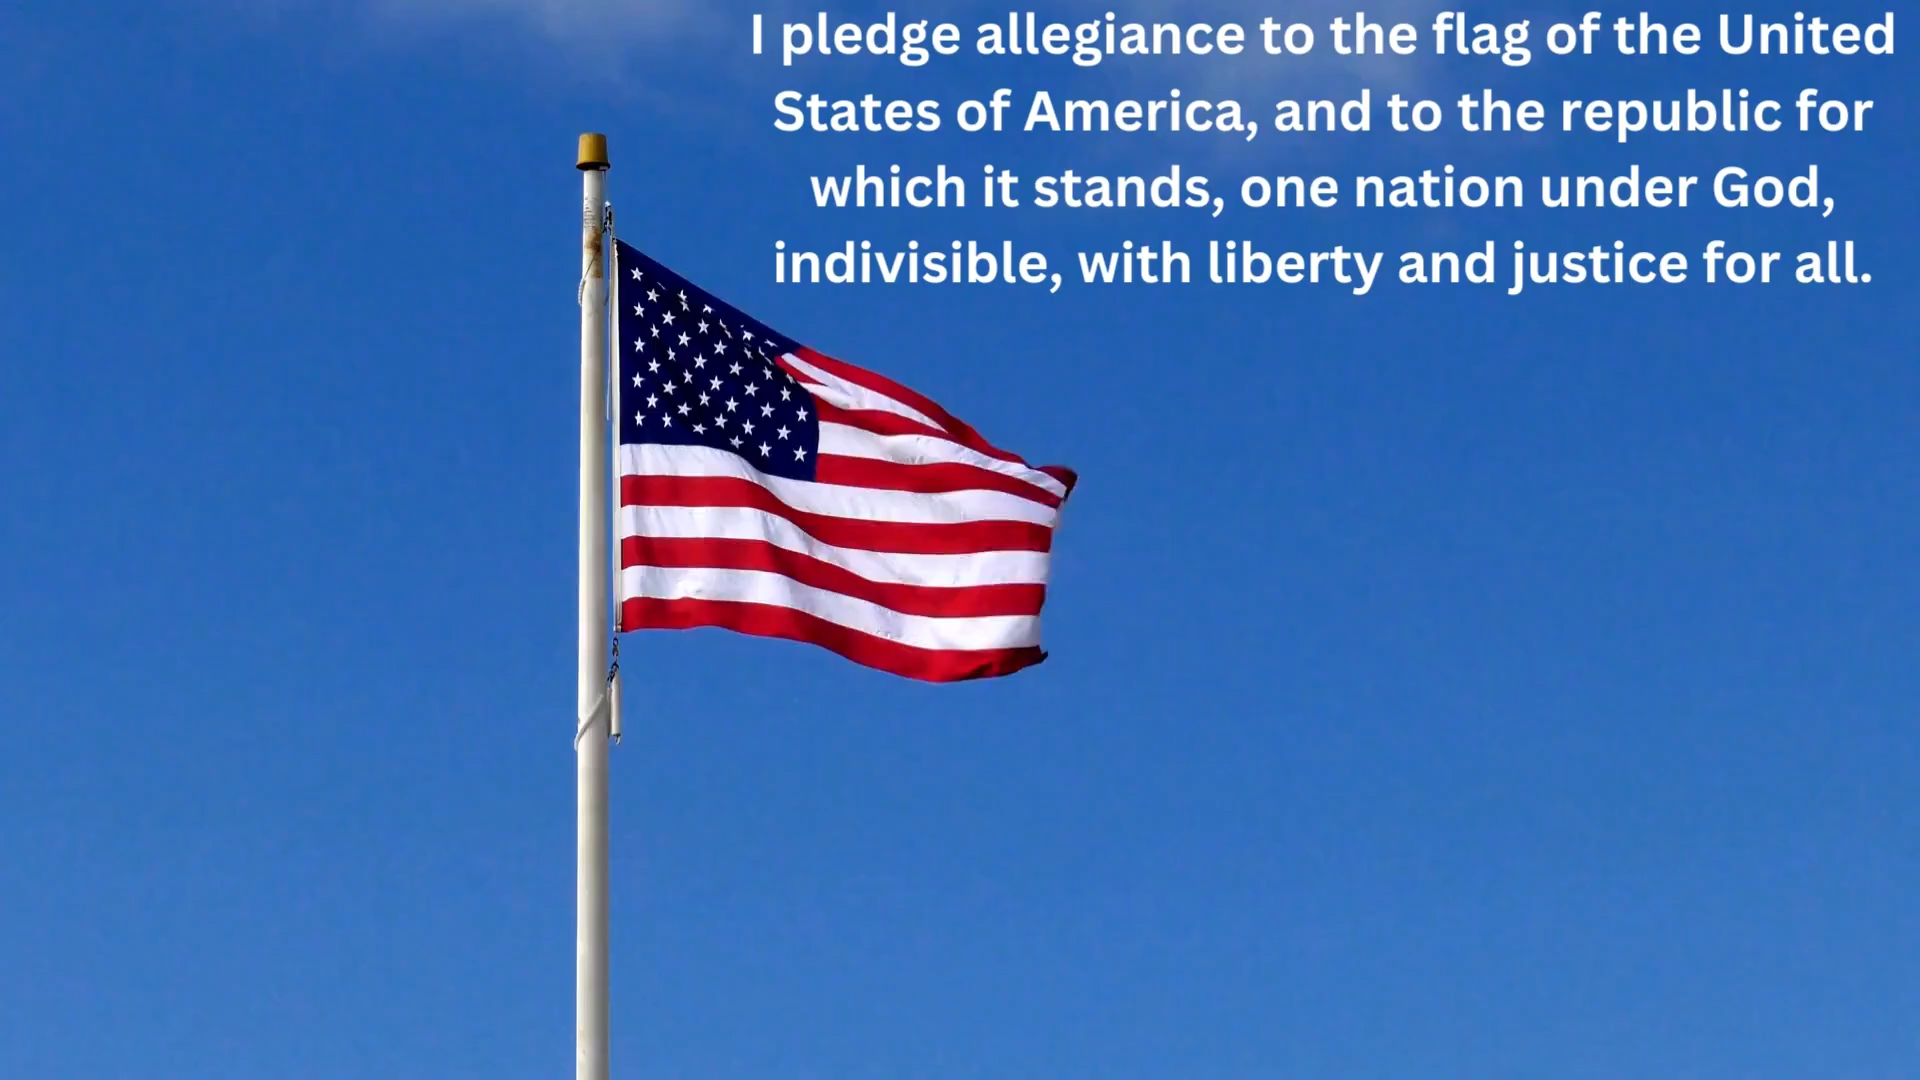 I pledge allegiance to the flag of the United
States of America, and to the republic for
which it stands, one nation under God,
indivisible, with liberty and justice for all.